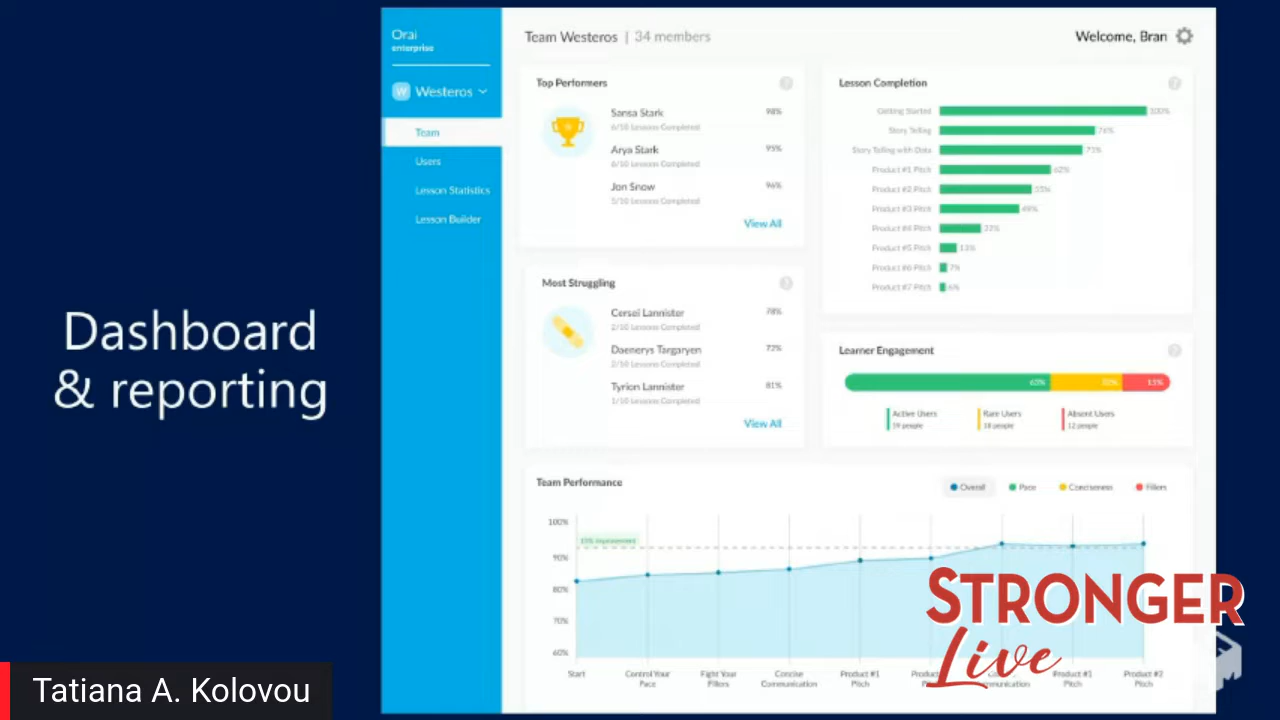 Dashboard
& reporting
Orai
enterprise
W Westeros
Team
Users
Lesson Statistics
Lesson Builder
Team Westeros | 34 members
Welcome, Bran
Top Performers
?
Sansa Stark 98%
6/10 Lessons Completed
Arya Stark 95%
6/10 Lessons Completed
Jon Snow 96%
5/10 Lessons Completed
View All
Most Struggling
?
Cersei Lannister 78%
2/10 Lessons Completed
Daenerys Targaryen 72%
2/10 Lessons Completed
Tyrion Lannister 81%
1/10 Lessons Completed
View All
Lesson Completion
?
Getting Started 100%
Story Telling 76%
Story Telling with Data 71%
Product #1 Pitch 62%
Product #2 Pitch 55%
Product #3 Pitch 49%
Product #4 Pitch 23%
Product #5 Pitch 13%
Product #6 Pitch 7%
Product #7 Pitch 6%
Learner Engagement
?
Active Users
19 people
Rare Users
18 people
Absent Users
12 people
Team Performance
Overall Pace Conciseness Fillers
100%
90%
80%
70%
60%
15% improvement
Start
Control Your
Pace
Fight Your
Fillers
Concise
Communication
Product #1
Pitch
Product #1
Pitch
Product #2
Pitch
STRONGER
Live
Tatiana A. Kolovou